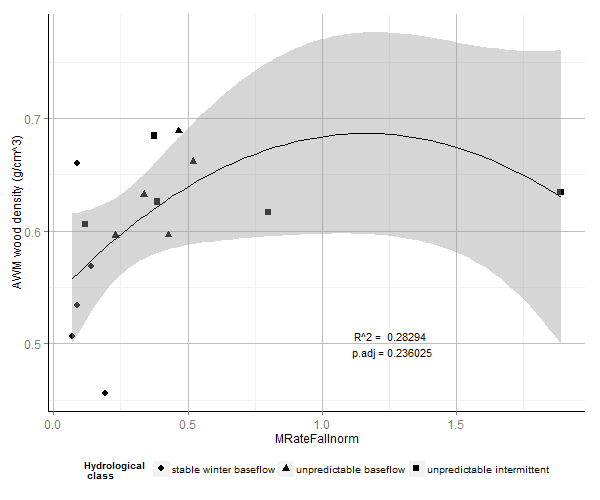 0.7
0.6
0.5
AWM wood density (g/cm^3)
R^2 = 0.28294
p.adj = 0.236025
0.0 0.5 1.0 1.5
MRateFallnorm
Hydrological
class
stable winter baseflow unpredictable baseflow unpredictable intermittent